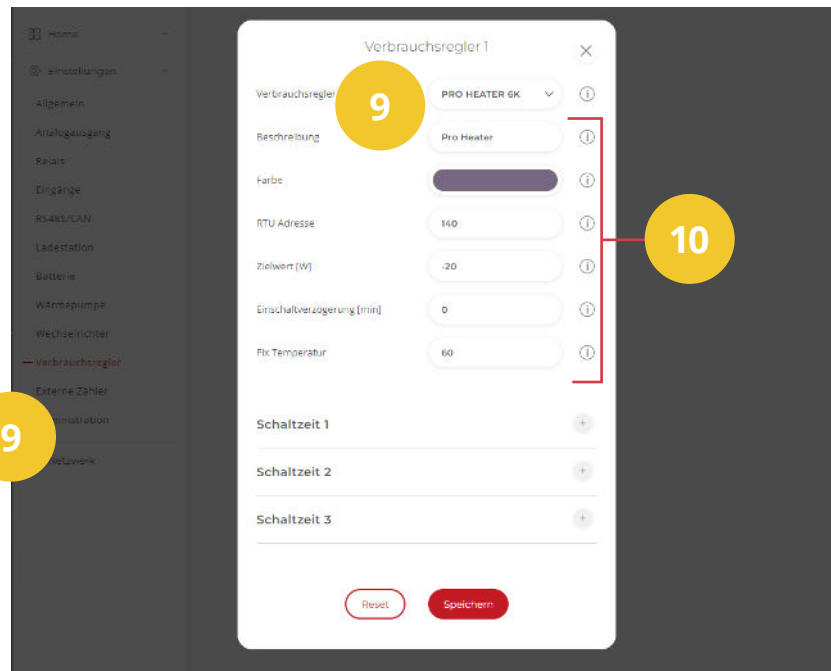 Home
Einstellungen
Allgemein
Analogausgang
Relais
Eingänge
RS485/CAN
Ladestation
Batterie
Wärmepumpe
Wechselrichter
Verbrauchsregler
Externe Zähler
ministration
Netzwerk
9
Verbrauchsregler 1
Verbrauchsregler
9
PRO HEATER 6K
Beschreibung
Pro Heater
Farbe
RTU Adresse
140
Zielwert [W]
-20
Einschaltverzögerung [min]
0
Fix Temperatur
60
10
Schaltzeit 1
Schaltzeit 2
Schaltzeit 3
Reset
Speichern